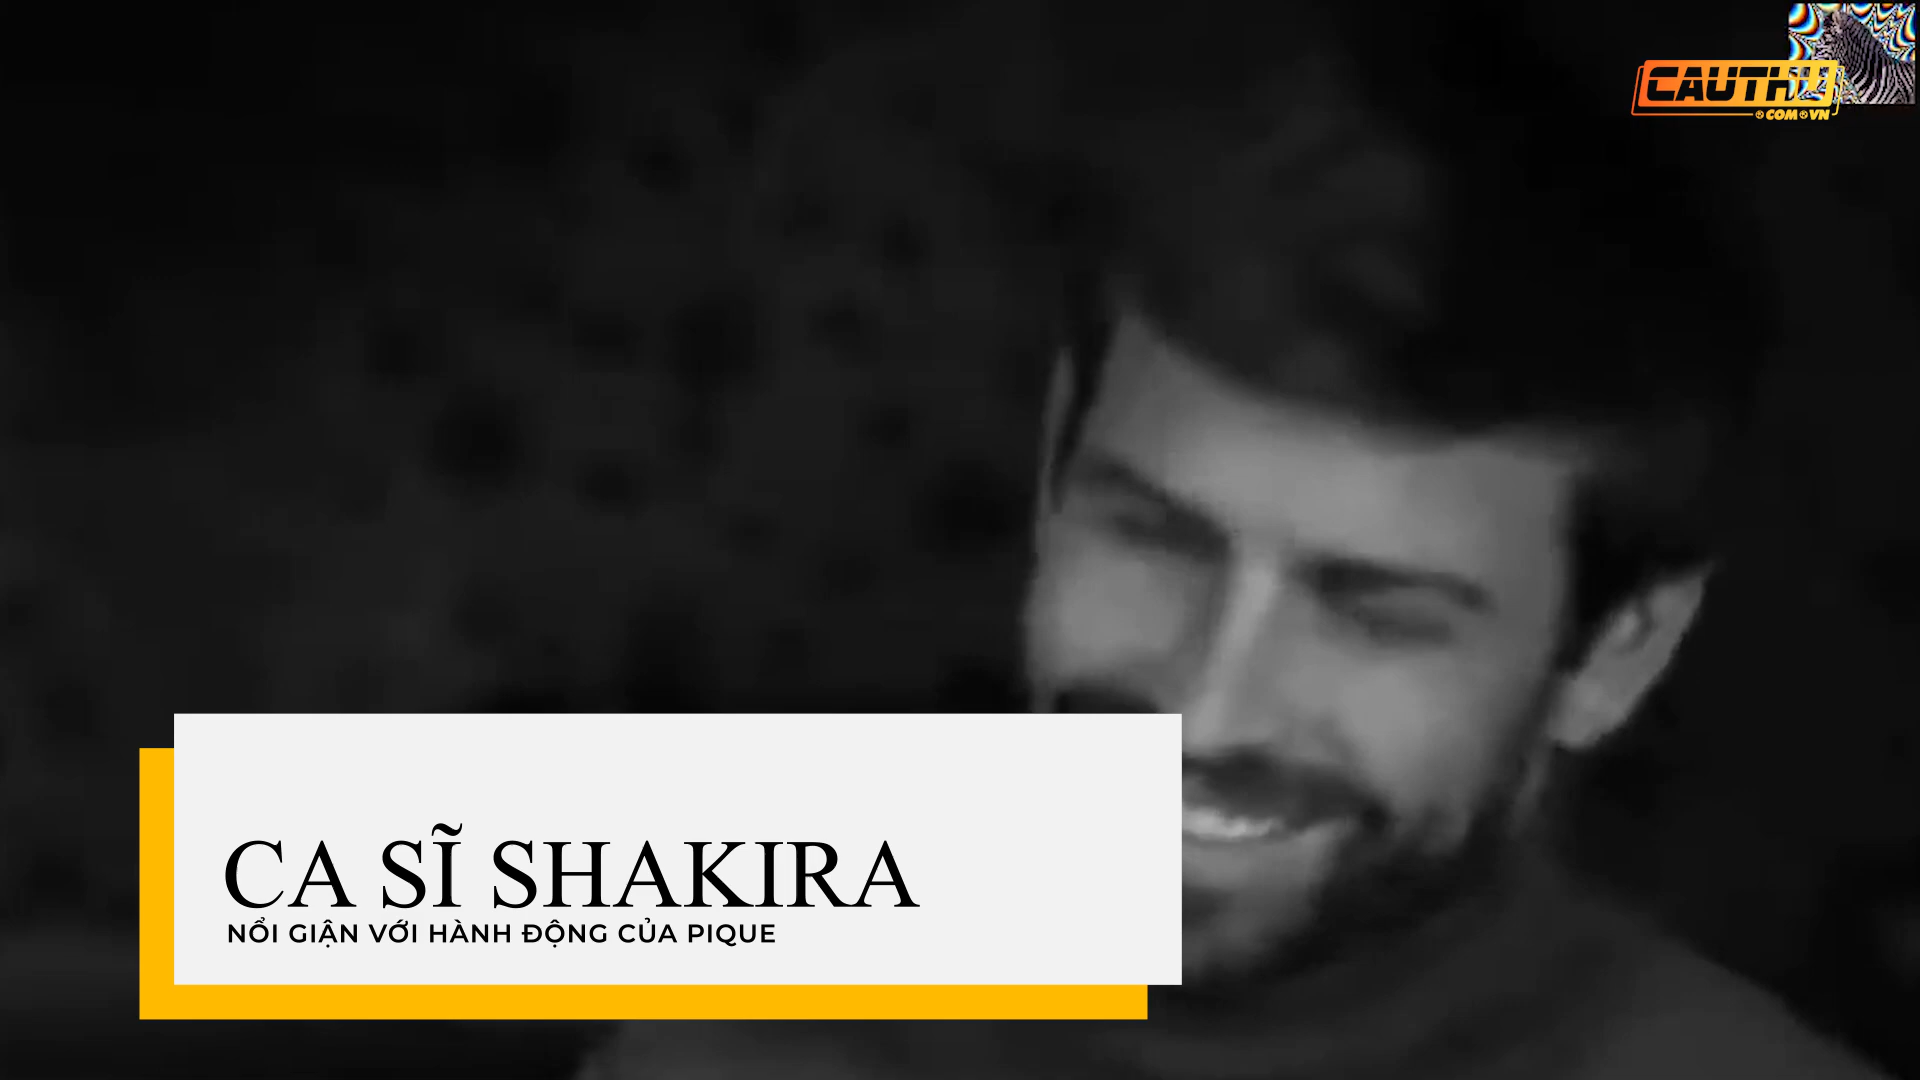 CAUTHU
COM VN
CA SĨ SHAKIRA
NỔI GIẬN VỚI HÀNH ĐỘNG CỦA PIQUE